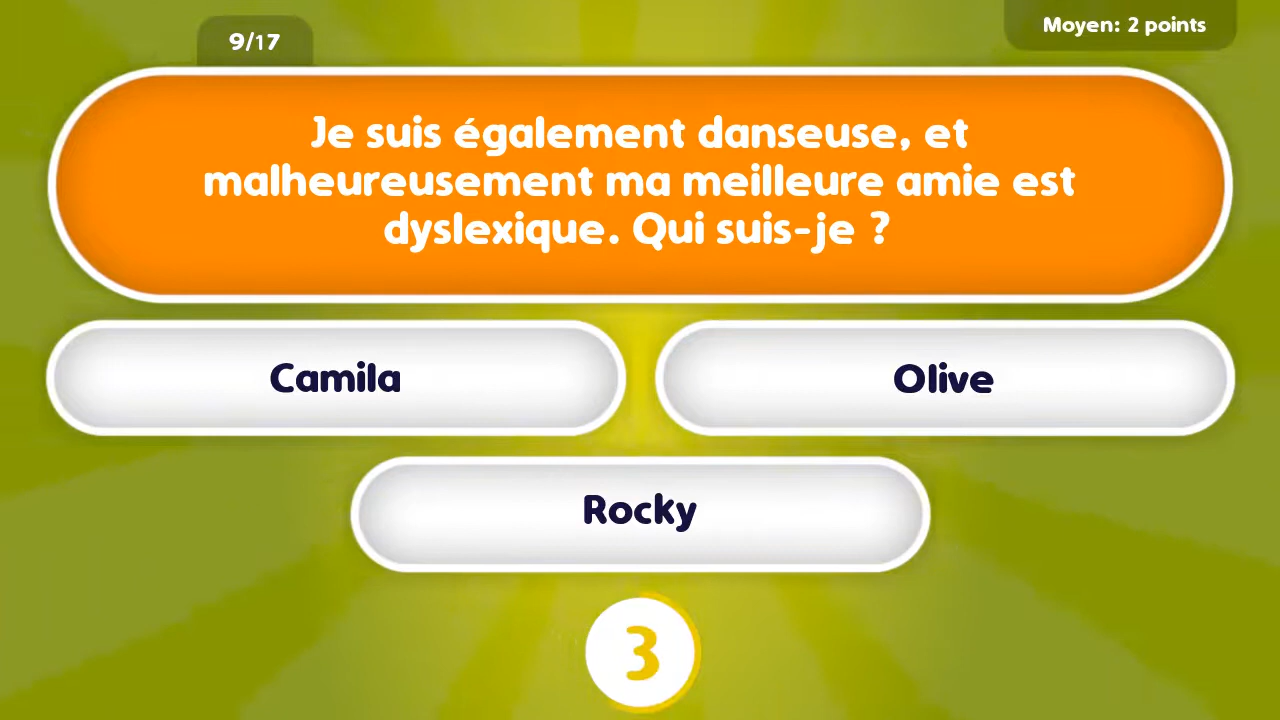 9/17
Moyen: 2 points
Je suis également danseuse, et
malheureusement ma meilleure amie est
dyslexique. Qui suis-je ?
Camila
Olive
Rocky
3